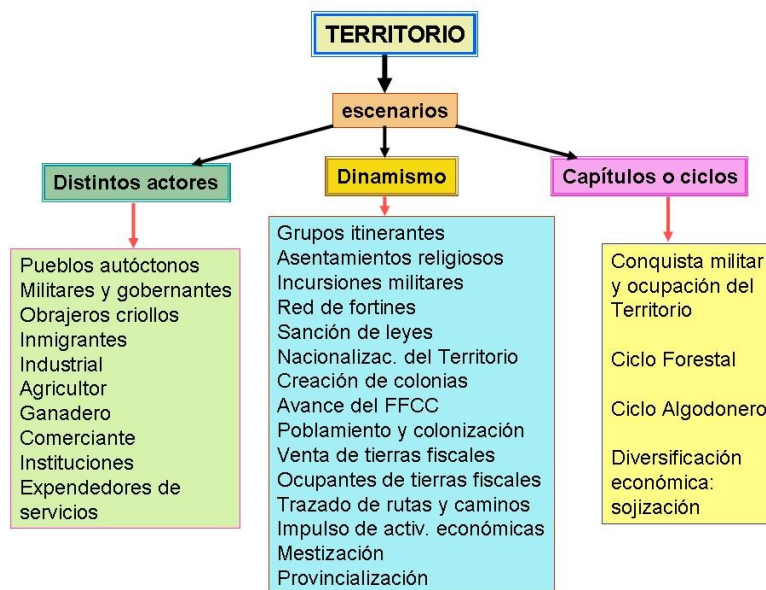 TERRITORIO
escenarios
Distintos actores
Dinamismo
Capítulos o ciclos
Pueblos autóctonos
Militares y gobernantes
Obrajeros criollos
Inmigrantes
Industrial
Agricultor
Ganadero
Comerciante
Instituciones
Expendedores de
servicios
Grupos itinerantes
Asentamientos religiosos
Incursiones militares
Red de fortines
Sanción de leyes
Nacionalizac. del Territorio
Creación de colonias
Avance del FFCC
Poblamiento y colonización
Venta de tierras fiscales
Ocupantes de tierras fiscales
Trazado de rutas y caminos
Impulso de activ. económicas
Mestización
Provincialización
Conquista militar
y ocupación del
Territorio
Ciclo Forestal
Ciclo Algodonero
Diversificación
económica:
sojización